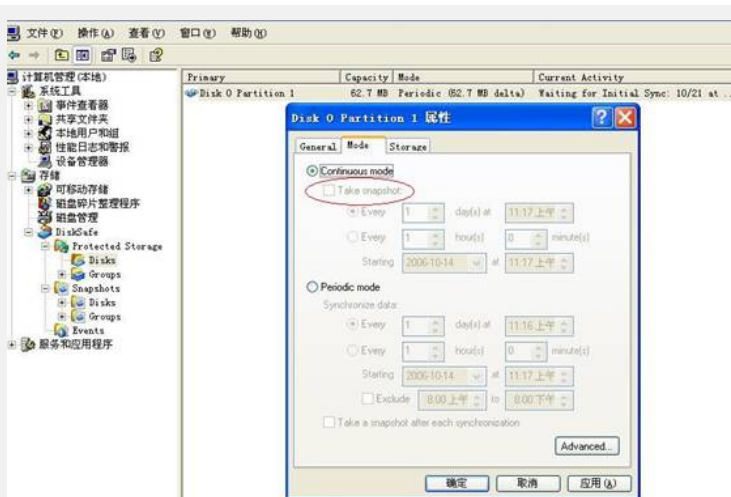 文件(F) 操作(A) 查看(V) 窗口(W) 帮助(H)
计算机管理(本地)
系统工具
事件查看器
共享文件夹
本地用户和组
性能日志和警报
设备管理器
存储
可移动存储
磁盘碎片整理程序
磁盘管理
DiskSafe
Protected Storage
Disks
Groups
Snapshots
Disks
Groups
Events
服务和应用程序
Primary Capacity Mode Current Activity
Disk 0 Partition 1 62.7 MB Periodic (62.7 MB delta) Waiting for Initial Sync: 10/21 at ..
Disk 0 Partition 1 属性
General Mode Storage
Continuous mode
Take snapshot:
Every 1 day(s) at 11:17 上午
Every 1 hour(s) 0 minute(s)
Starting 2006-10-14 at 11:17 上午
Periodic mode
Synchronize data:
Every 1 day(s) at 11:16 上午
Every 1 hour(s) 0 minute(s)
Starting 2006-10-14 at 11:17 上午
Exclude 8:00 上午 to 8:00 下午
Take a snapshot after each synchronization
Advanced...
确定 取消 应用(A)